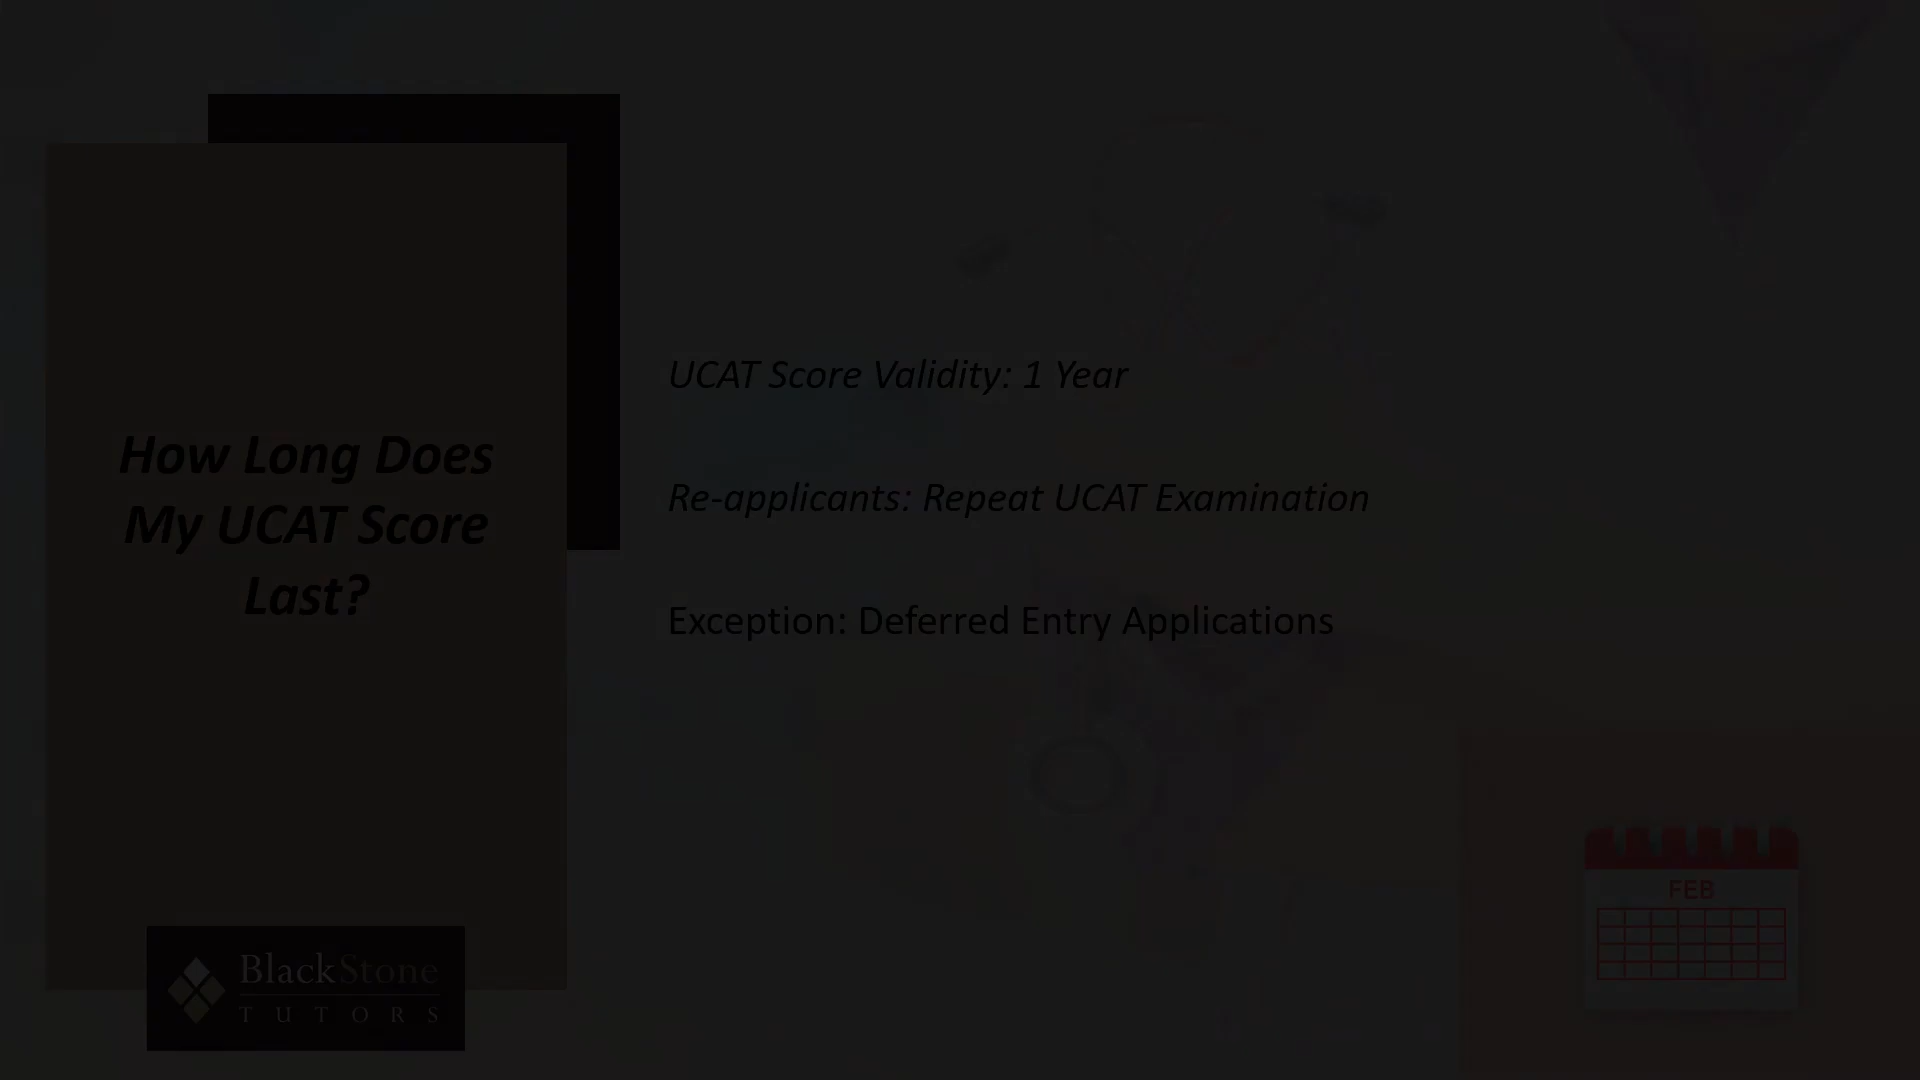 How Long Does
My UCAT Score
Last?
UCAT Score Validity: 1 Year
Re-applicants: Repeat UCAT Examination
Exception: Deferred Entry Applications
BlackStone
TUTORS
FEB